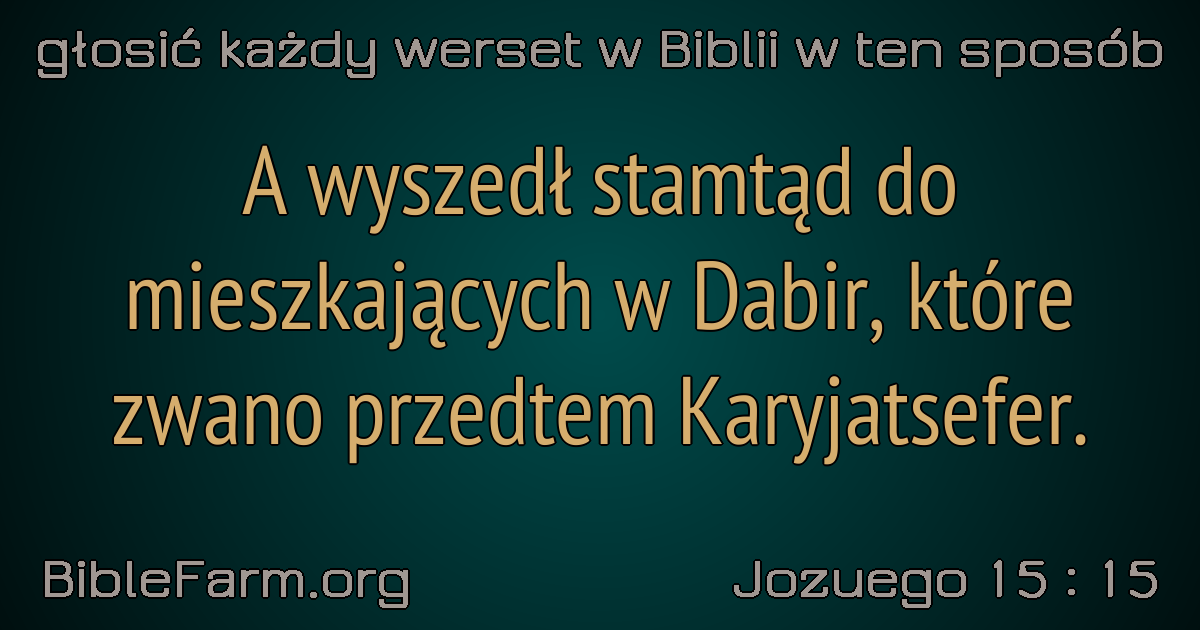 głosić każdy werset w Biblii w ten sposób
A wyszedł stamtąd do
mieszkających w Dabir, które
zwano przedtem Karyjatsefer.
BibleFarm.org
Jozuego 15 : 15